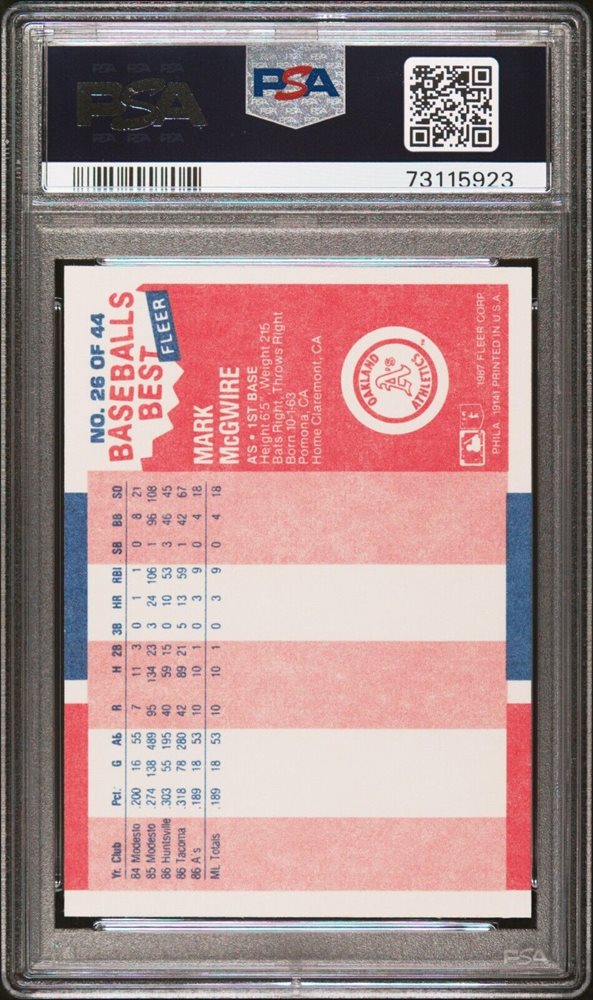 PSA
PSA
73115923
NO. 26 OF 44
BASEBALLS
BEST
FLEER
MARK
McGWIRE
A'S • 1ST BASE
Height 6'5", Weight 215
Bats Right, Throws Right
Born 10-1-63
Pomona, CA
Home Claremont, CA
OAKLAND
A's
ATHLETICS
1987 FLEER CORP.
PHILA. 19141 PRINTED IN U.S.A.
Yr. Club Pct. G Ab R H 2B 3B HR RBI SB BB SO
84 Modesto .200 16 55 7 11 3 0 1 1 0 8 21
85 Modesto .274 138 489 95 134 23 3 24 106 1 96 108
86 Huntsville .303 55 195 40 59 15 0 10 53 3 46 45
86 Tacoma .318 78 280 42 89 21 5 13 59 1 42 67
86 A's .189 18 53 10 10 1 0 3 9 0 4 18
ML Totals .189 18 53 10 10 1 0 3 9 0 4 18
PSA